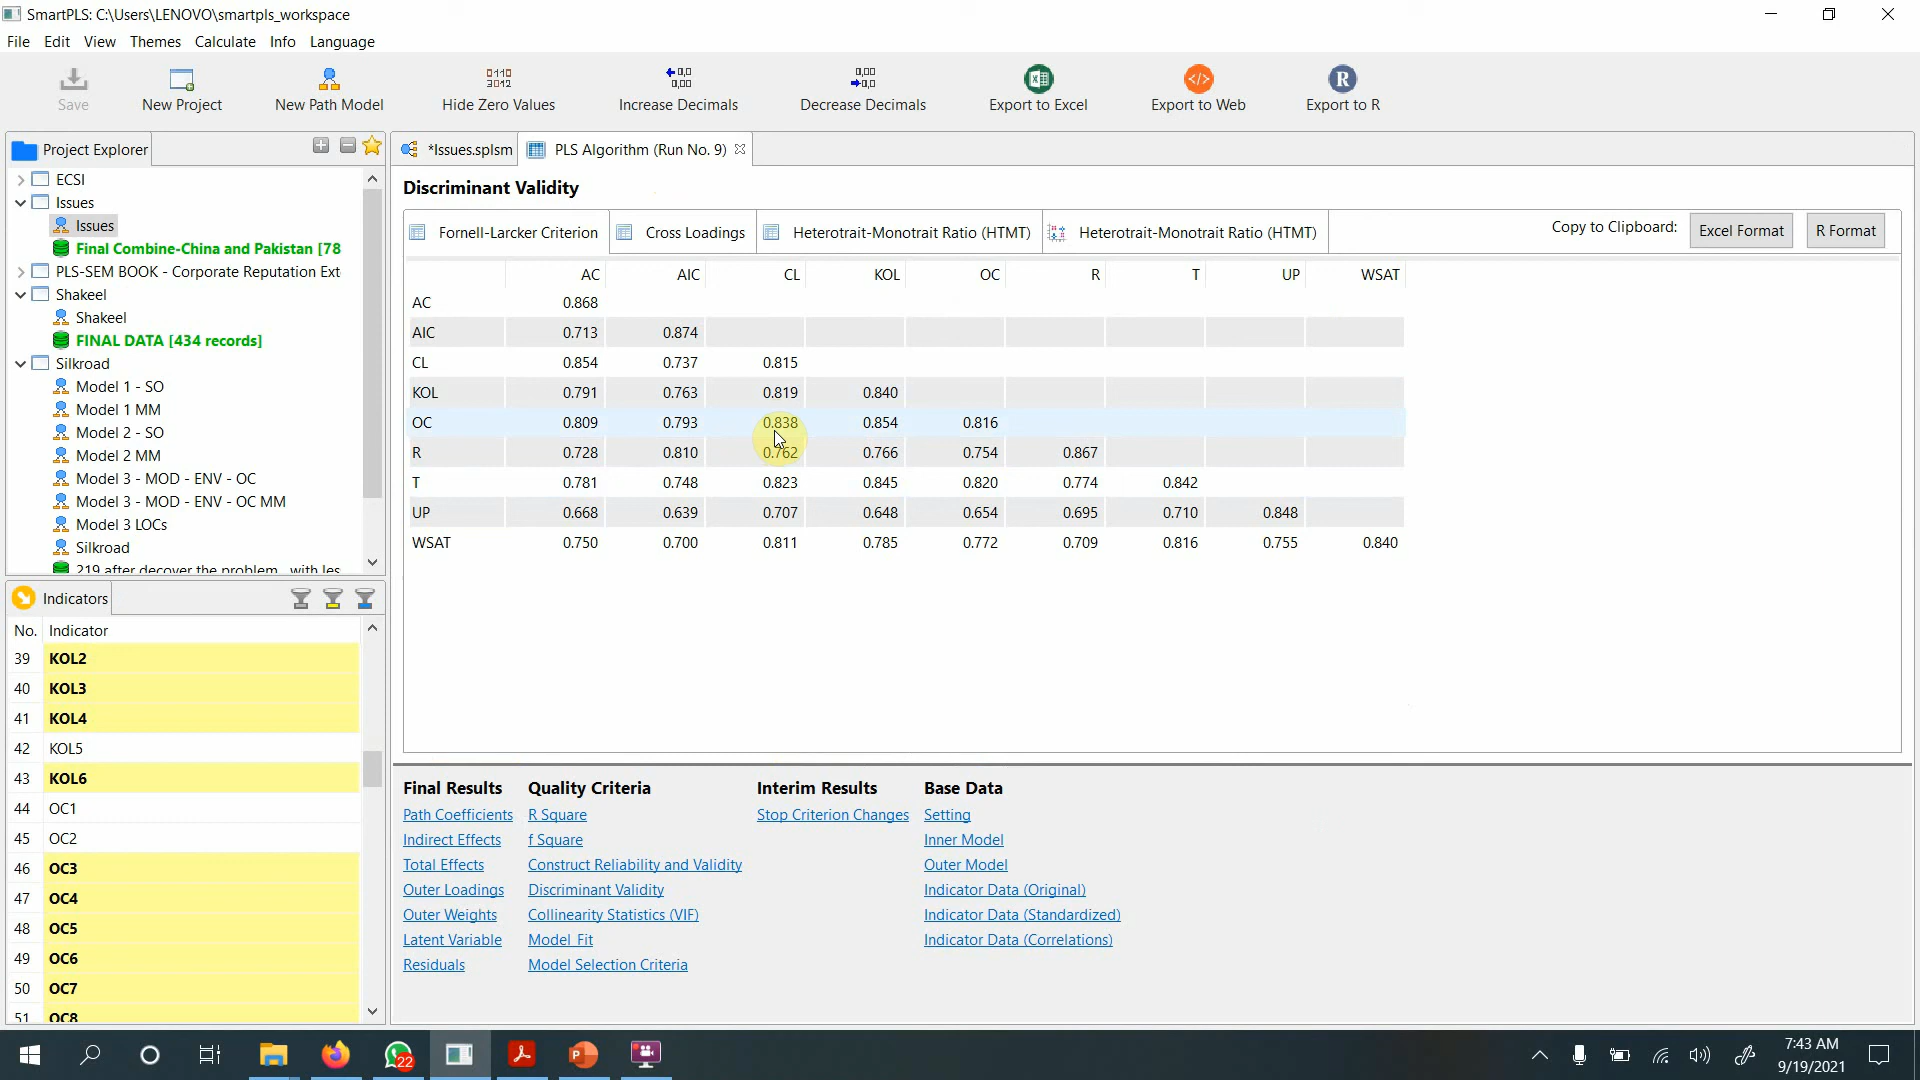 SmartPLS: C:\Users\LENOVO\smartpls_workspace
File Edit View Themes Calculate Info Language
Save New Project New Path Model Hide Zero Values Increase Decimals Decrease Decimals Export to Excel Export to Web Export to R
Project Explorer
ECSI
Issues
Issues
Final Combine-China and Pakistan [78
PLS-SEM BOOK - Corporate Reputation Ext
Shakeel
Shakeel
FINAL DATA [434 records]
Silkroad
Model 1 - SO
Model 1 MM
Model 2 - SO
Model 2 MM
Model 3 - MOD - ENV - OC
Model 3 - MOD - ENV - OC MM
Model 3 LOCs
Silkroad
219 after decover the problem_ with les
Indicators
No. Indicator
39 KOL2
40 KOL3
41 KOL4
42 KOL5
43 KOL6
44 OC1
45 OC2
46 OC3
47 OC4
48 OC5
49 OC6
50 OC7
51 OC8
*Issues.splsm PLS Algorithm (Run No. 9)
Discriminant Validity
Fornell-Larcker Criterion Cross Loadings Heterotrait-Monotrait Ratio (HTMT) Heterotrait-Monotrait Ratio (HTMT) Copy to Clipboard: Excel Format R Format
AC AIC CL KOL OC R T UP WSAT
AC 0.868
AIC 0.713 0.874
CL 0.854 0.737 0.815
KOL 0.791 0.763 0.819 0.840
OC 0.809 0.793 0.838 0.854 0.816
R 0.728 0.810 0.762 0.766 0.754 0.867
T 0.781 0.748 0.823 0.845 0.820 0.774 0.842
UP 0.668 0.639 0.707 0.648 0.654 0.695 0.710 0.848
WSAT 0.750 0.700 0.811 0.785 0.772 0.709 0.816 0.755 0.840
Final Results Quality Criteria Interim Results Base Data
Path Coefficients R Square Stop Criterion Changes Setting
Indirect Effects f Square Inner Model
Total Effects Construct Reliability and Validity Outer Model
Outer Loadings Discriminant Validity Indicator Data (Original)
Outer Weights Collinearity Statistics (VIF) Indicator Data (Standardized)
Latent Variable Model_Fit Indicator Data (Correlations)
Residuals Model Selection Criteria
22
7:43 AM
9/19/2021